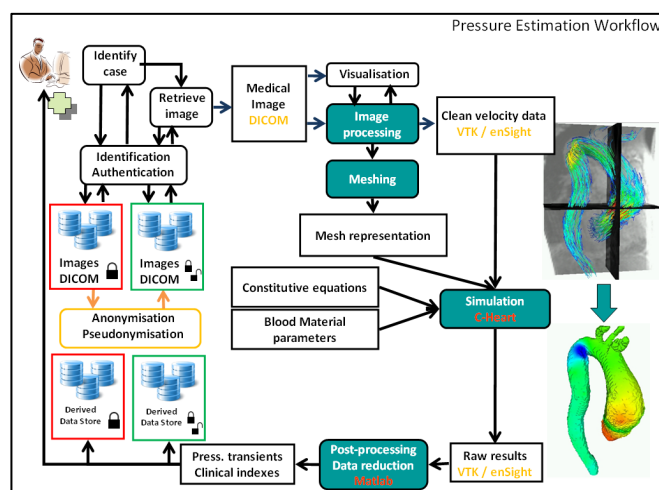 Pressure Estimation Workflow
Identify
case
Retrieve
image
Medical
Image
DICOM
Visualisation
Image
processing
Clean velocity data
VTK / enSight
Identification
Authentication
Meshing
Images
DICOM
Images
DICOM
Mesh representation
Constitutive equations
Simulation
C-Heart
Anonymisation
Pseudonymisation
Blood Material
parameters
Derived
Data Store
Derived
Data Store
Press. transients
Clinical indexes
Post-processing
Data reduction
Matlab
Raw results
VTK / enSight